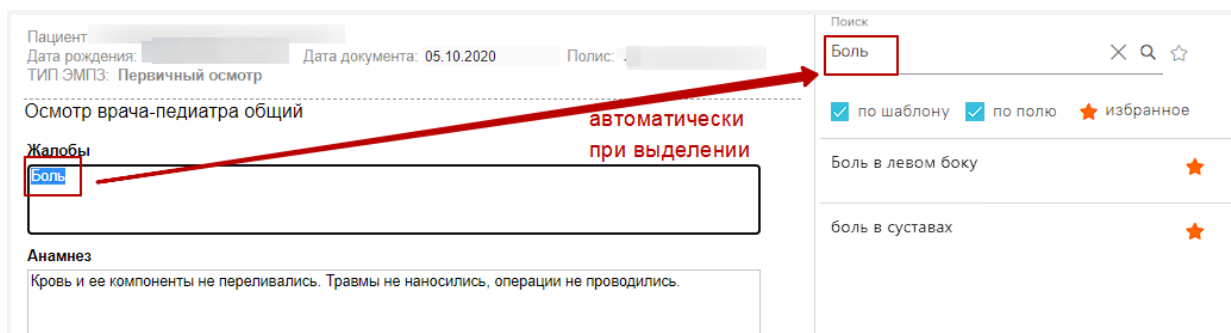 Пациент
Дата рождения: Дата документа: 05.10.2020 Полис:
ТИП ЭМПЗ: Первичный осмотр
Осмотр врача-педиатра общий
Жалобы
Боль
автоматически
при выделении
Анамнез
Кровь и ее компоненты не переливались. Травмы не наносились, операции не проводились.
Поиск
Боль
по шаблону по полю избранное
Боль в левом боку
боль в суставах